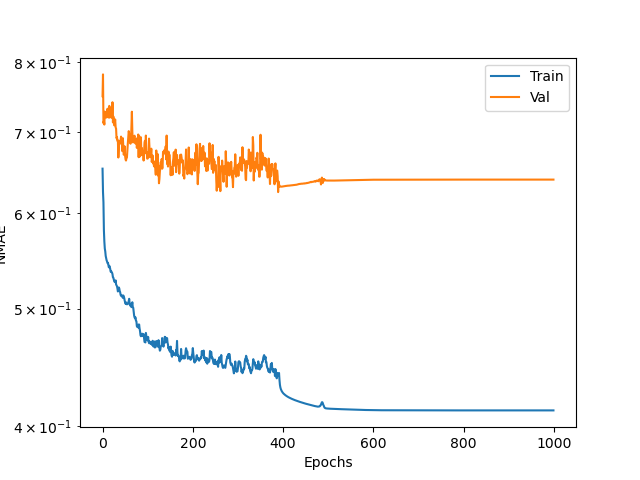 8 × 10⁻¹
7 × 10⁻¹
6 × 10⁻¹
5 × 10⁻¹
4 × 10⁻¹
NMAE
0 200 400 600 800 1000
Epochs
Train
Val